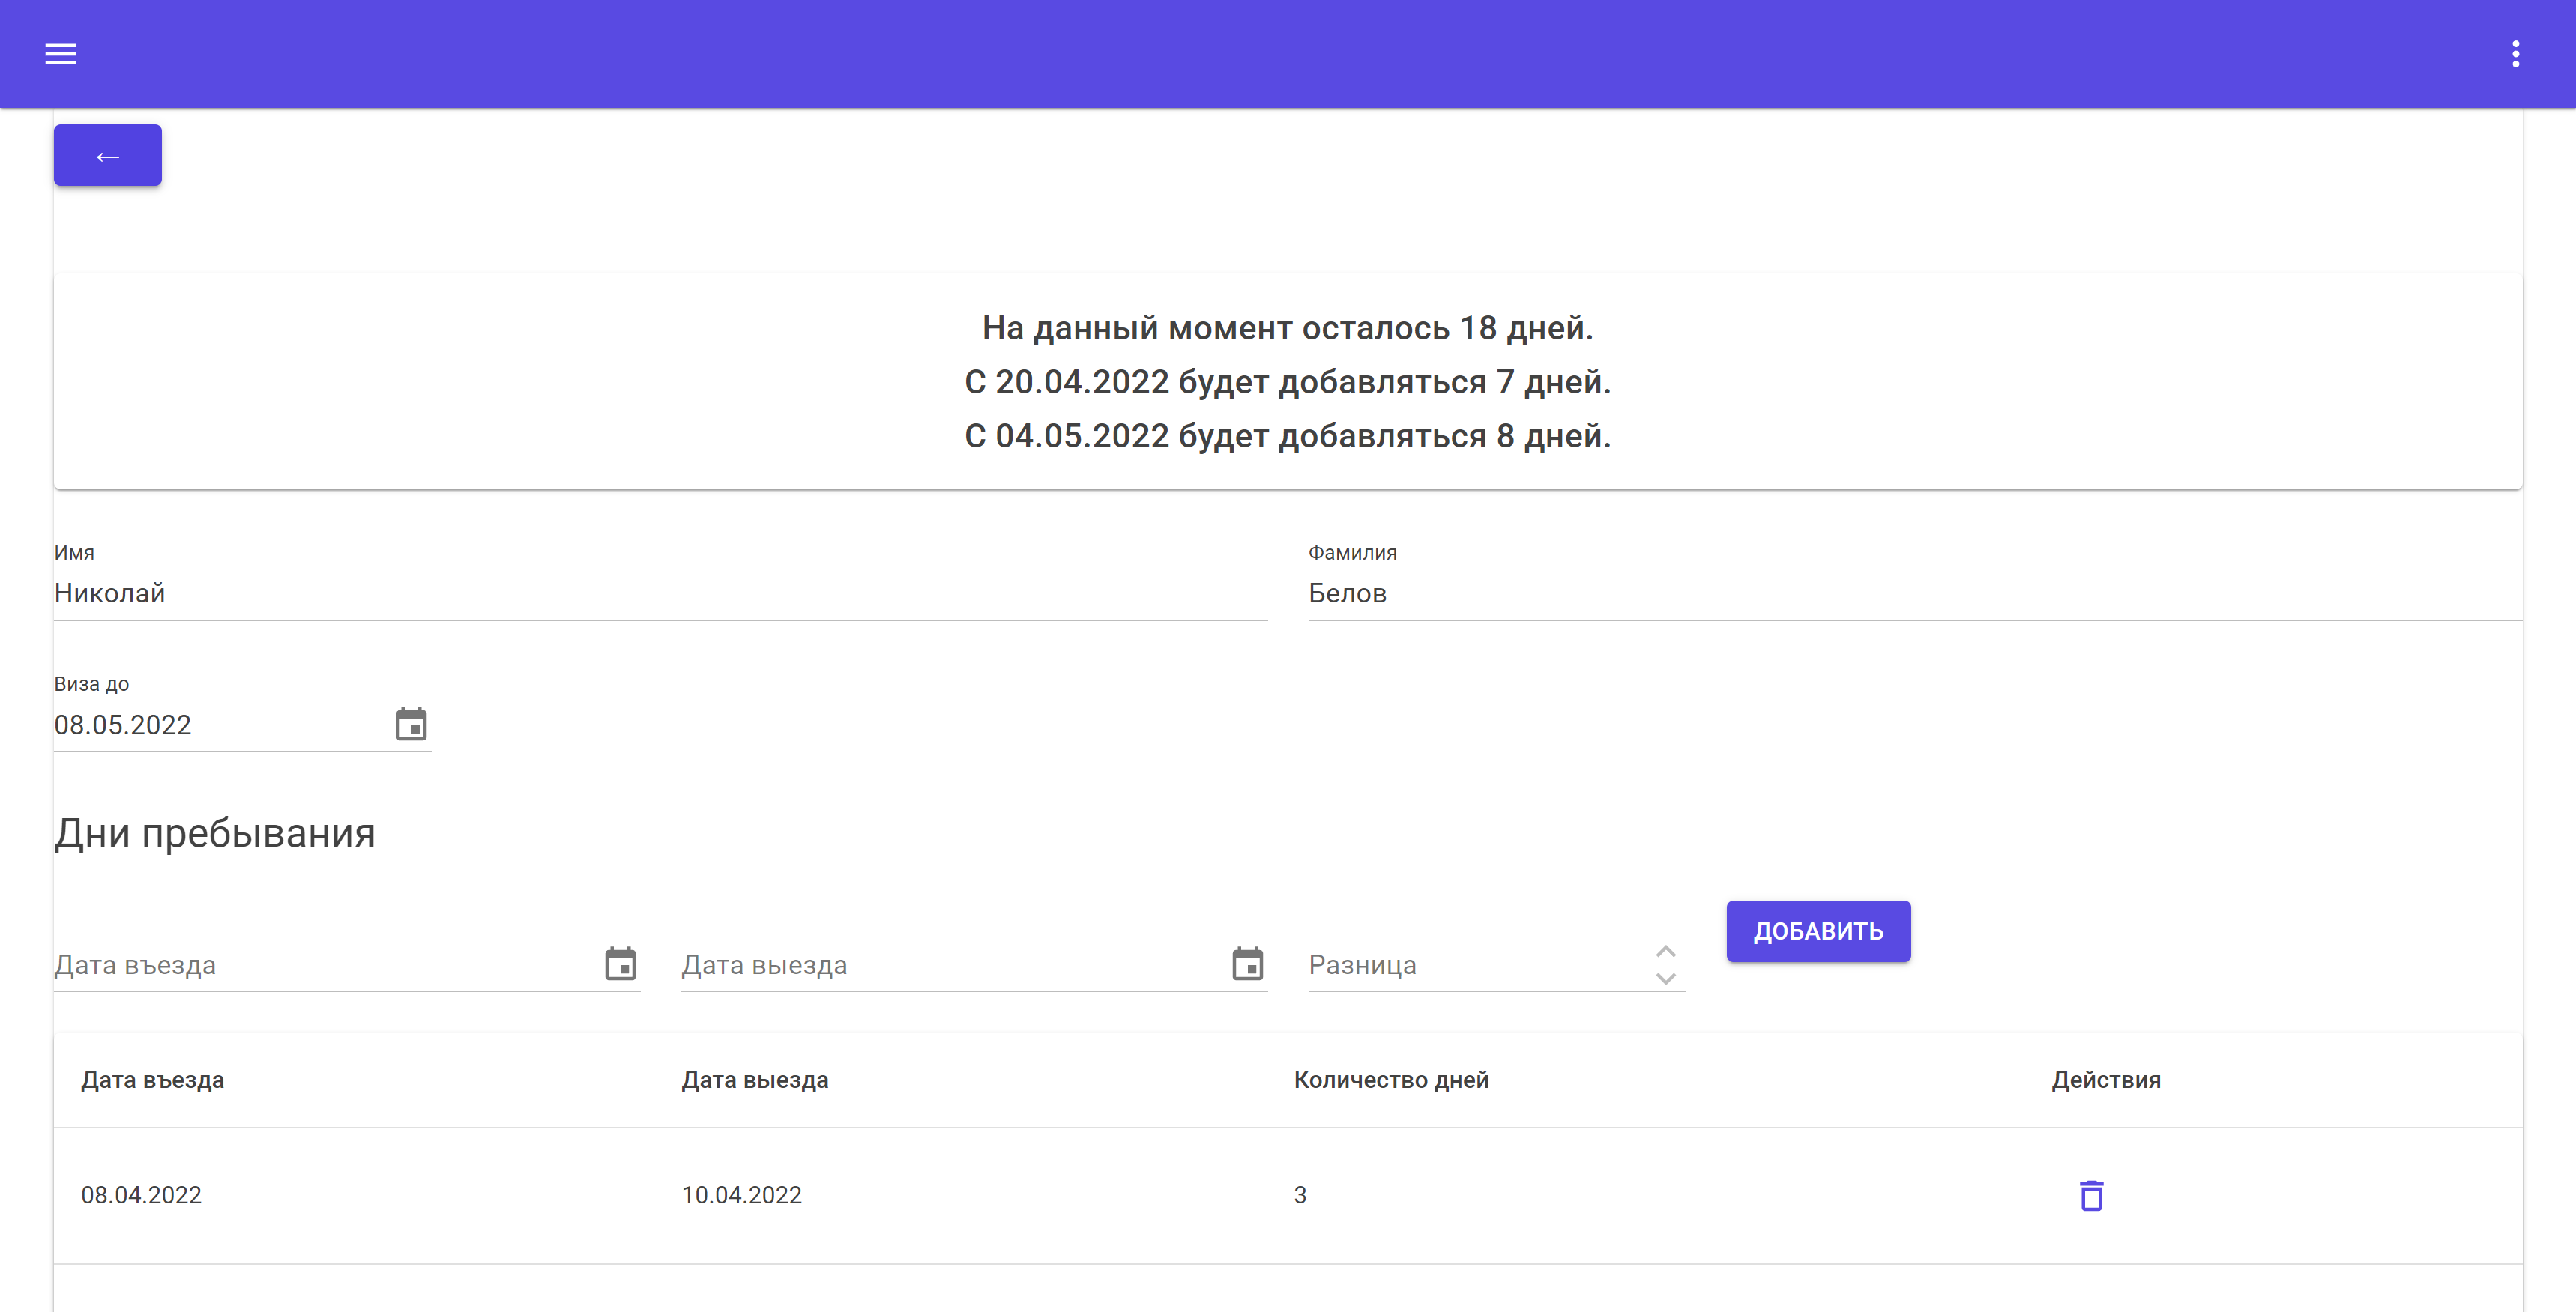 ←
На данный момент осталось 18 дней.
С 20.04.2022 будет добавляться 7 дней.
С 04.05.2022 будет добавляться 8 дней.
Имя
Николай
Фамилия
Белов
Виза до
08.05.2022
Дни пребывания
Дата въезда
Дата выезда
Разница
ДОБАВИТЬ
Дата въезда Дата выезда Количество дней Действия
08.04.2022 10.04.2022 3